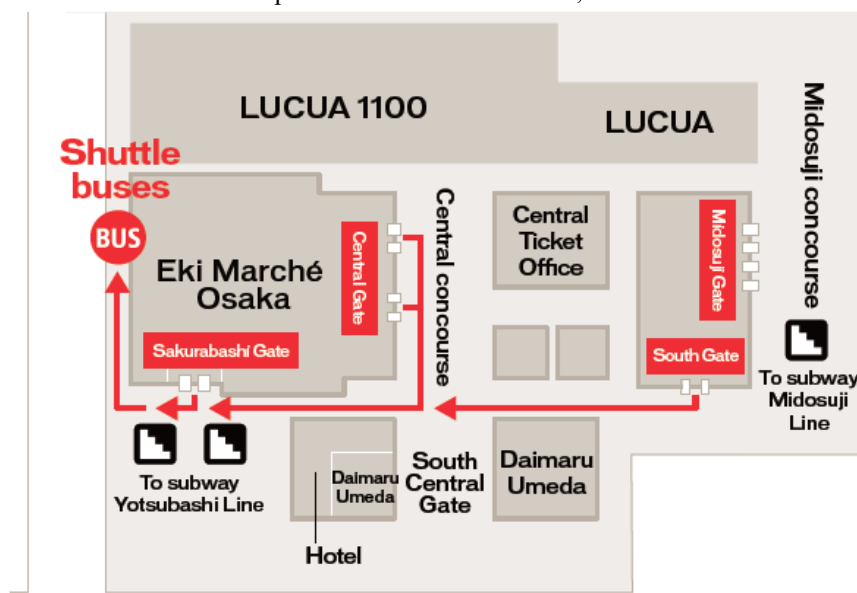 LUCUA 1100
LUCUA
Midosuji concourse
Shuttle
buses
BUS
Eki Marché
Osaka
Central Gate
Central concourse
Central
Ticket
Office
Midosuji Gate
Sakurabashi Gate
South Gate
To subway
Midosuji
Line
To subway
Yotsubashi Line
Daimaru
Umeda
Hotel
South
Central
Gate
Daimaru
Umeda